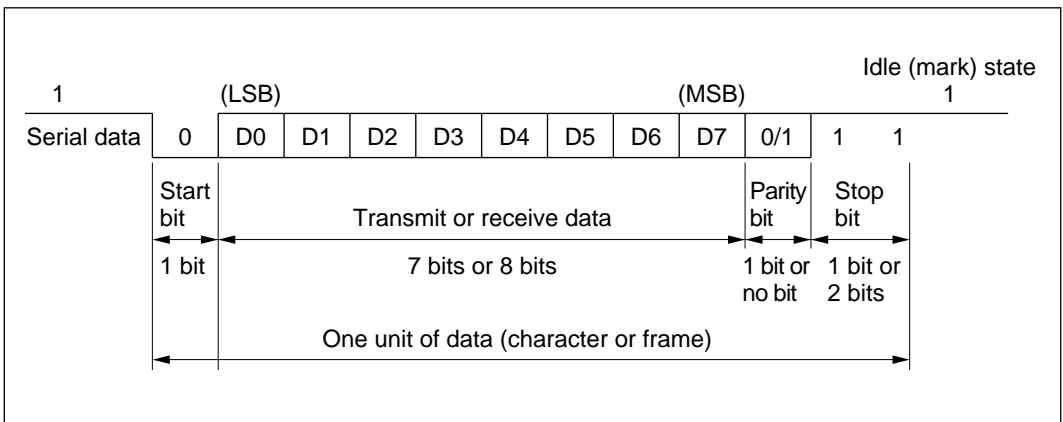 Idle (mark) state
1 (LSB) (MSB) 1
Serial data 0 D0 D1 D2 D3 D4 D5 D6 D7 0/1 1 1
Start bit
Transmit or receive data
Parity bit
Stop bit
1 bit
7 bits or 8 bits
1 bit or no bit
1 bit or 2 bits
One unit of data (character or frame)